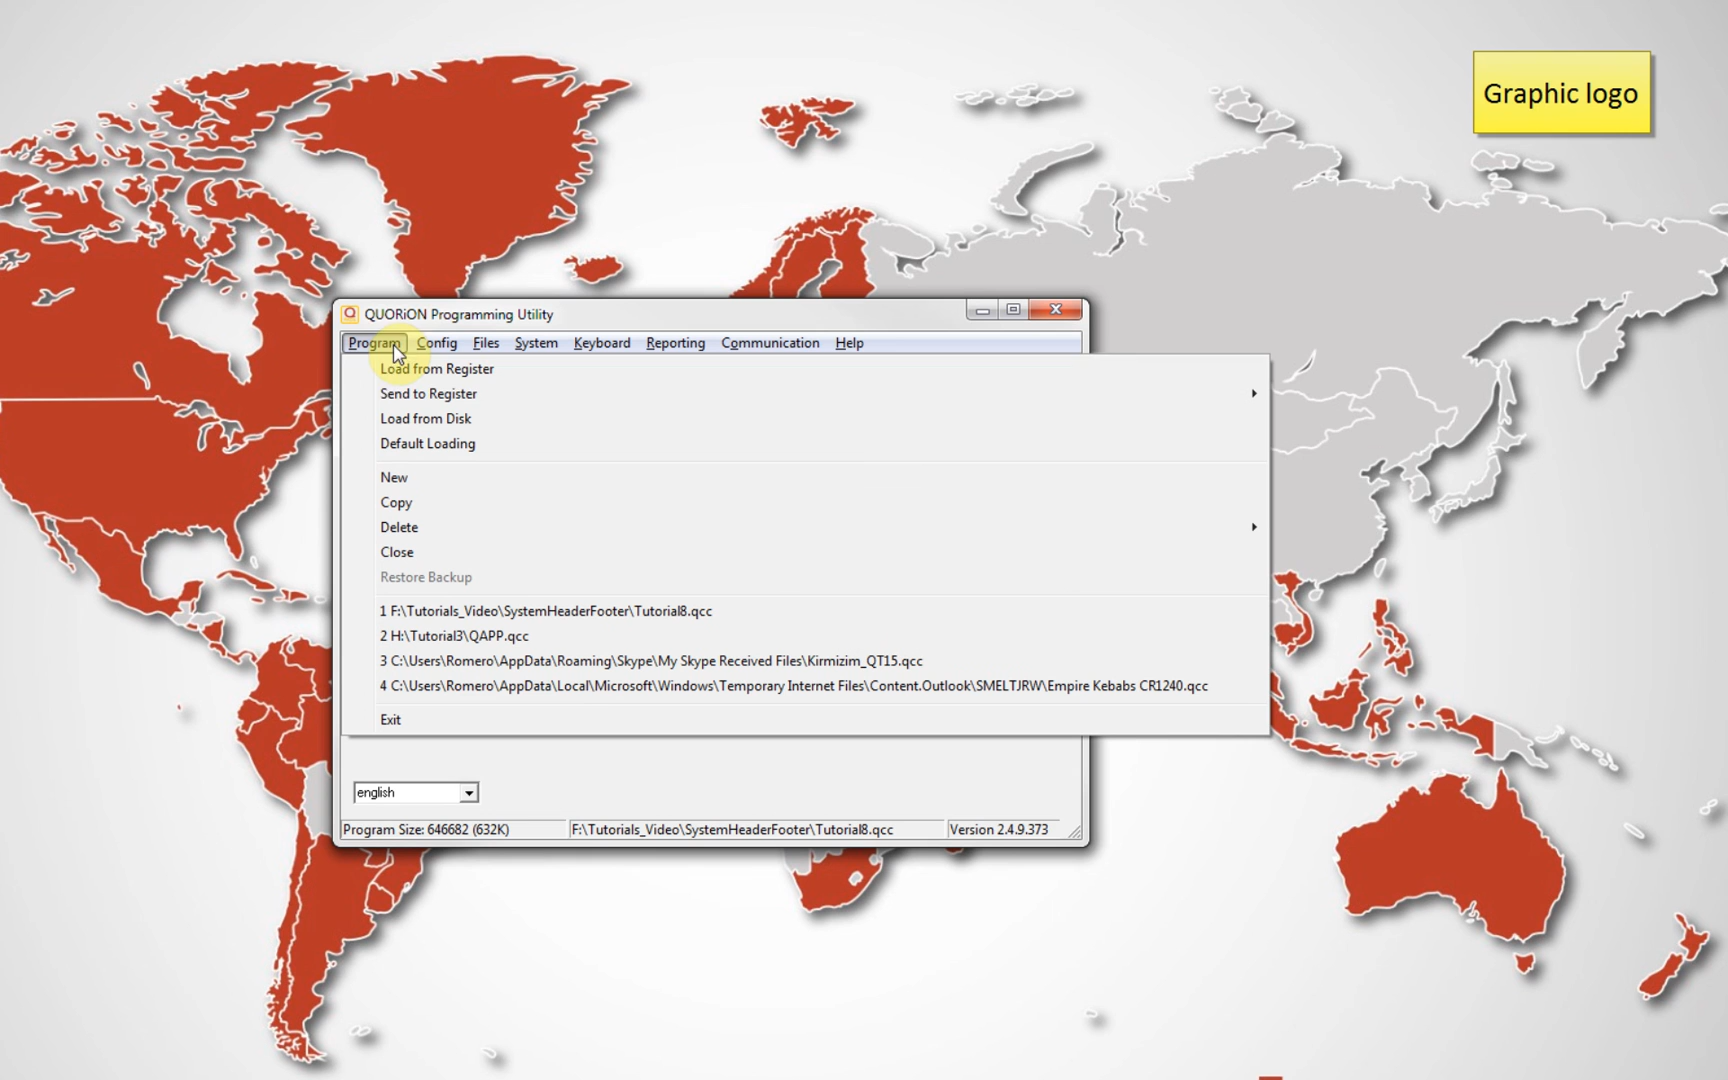 Graphic logo
QUORiON Programming Utility
Program Config Files System Keyboard Reporting Communication Help
Load from Register
Send to Register
Load from Disk
Default Loading
New
Copy
Delete
Close
Restore Backup
1 F:\Tutorials_Video\SystemHeaderFooter\Tutorial8.qcc
2 H:\Tutorial3\QAPP.qcc
3 C:\Users\Romero\AppData\Roaming\Skype\My Skype Received Files\Kirmizim_QT15.qcc
4 C:\Users\Romero\AppData\Local\Microsoft\Windows\Temporary Internet Files\Content.Outlook\SMELTJRW\Empire Kebabs CR1240.qcc
Exit
english
Program Size: 646682 (632K) F:\Tutorials_Video\SystemHeaderFooter\Tutorial8.qcc Version 2.4.9.373